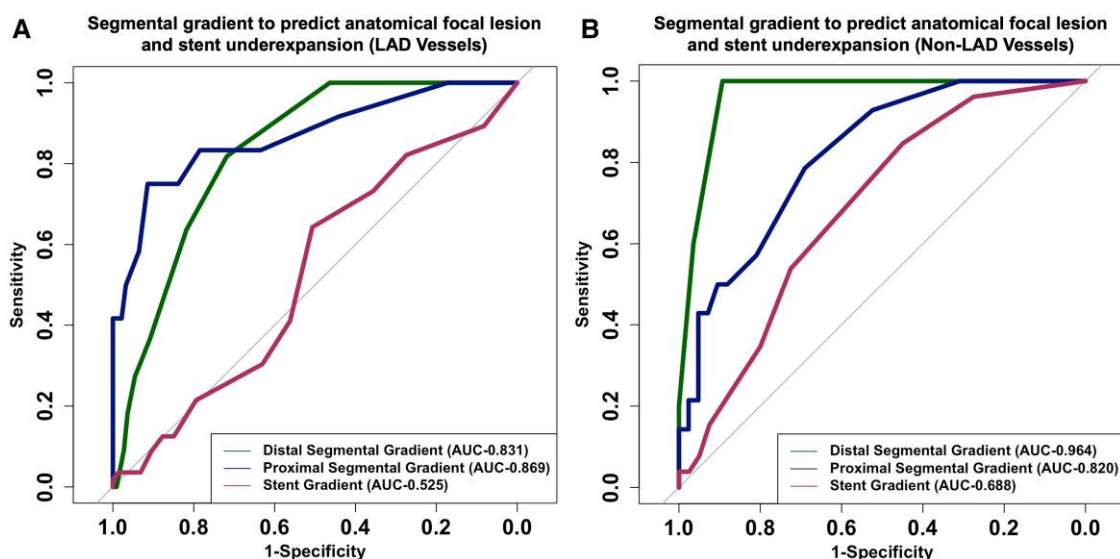 A
Segmental gradient to predict anatomical focal lesion
and stent underexpansion (LAD Vessels)
Sensitivity
1.0
0.8
0.6
0.4
0.2
0.0
Distal Segmental Gradient (AUC-0.831)
Proximal Segmental Gradient (AUC-0.869)
Stent Gradient (AUC-0.525)
1.0 0.8 0.6 0.4 0.2 0.0
1-Specificity
B
Segmental gradient to predict anatomical focal lesion
and stent underexpansion (Non-LAD Vessels)
Sensitivity
1.0
0.8
0.6
0.4
0.2
0.0
Distal Segmental Gradient (AUC-0.964)
Proximal Segmental Gradient (AUC-0.820)
Stent Gradient (AUC-0.688)
1.0 0.8 0.6 0.4 0.2 0.0
1-Specificity